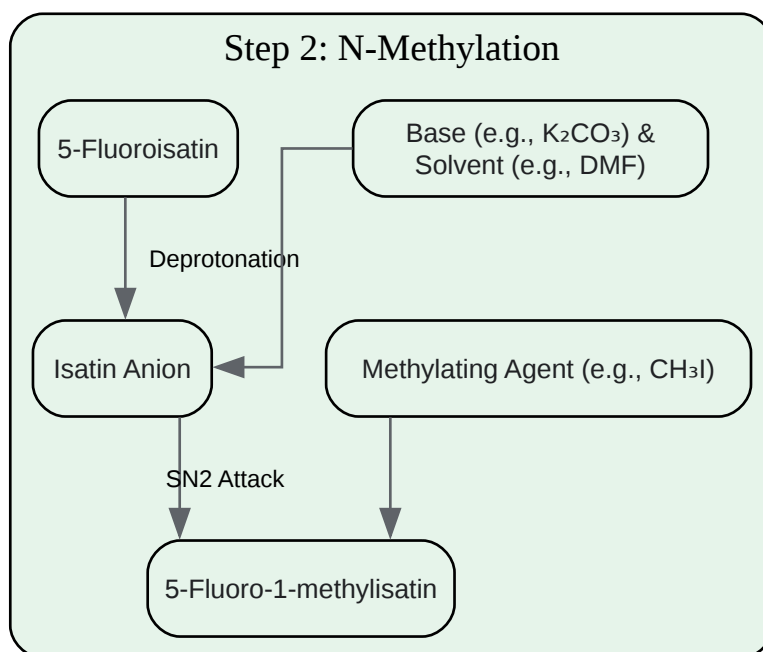 Step 2: N-Methylation
5-Fluoroisatin
Base (e.g., K₂CO₃) &
Solvent (e.g., DMF)
Deprotonation
Isatin Anion
Methylating Agent (e.g., CH₃I)
SN2 Attack
5-Fluoro-1-methylisatin